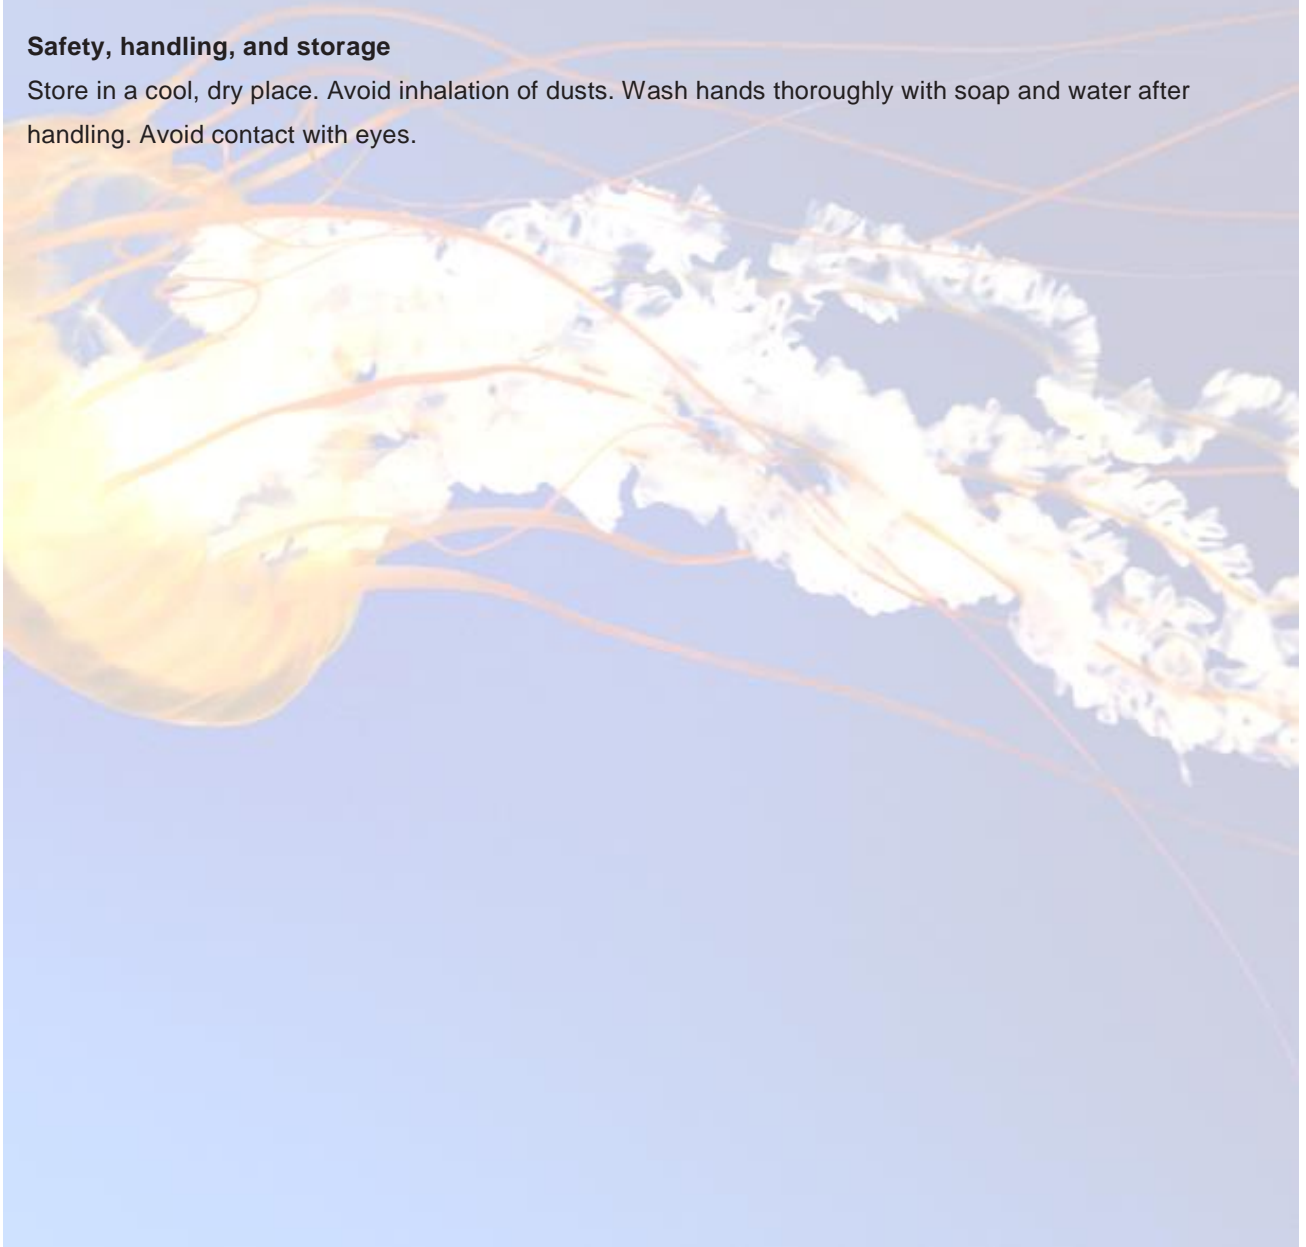 Safety, handling, and storage
Store in a cool, dry place. Avoid inhalation of dusts. Wash hands thoroughly with soap and water after
handling. Avoid contact with eyes.